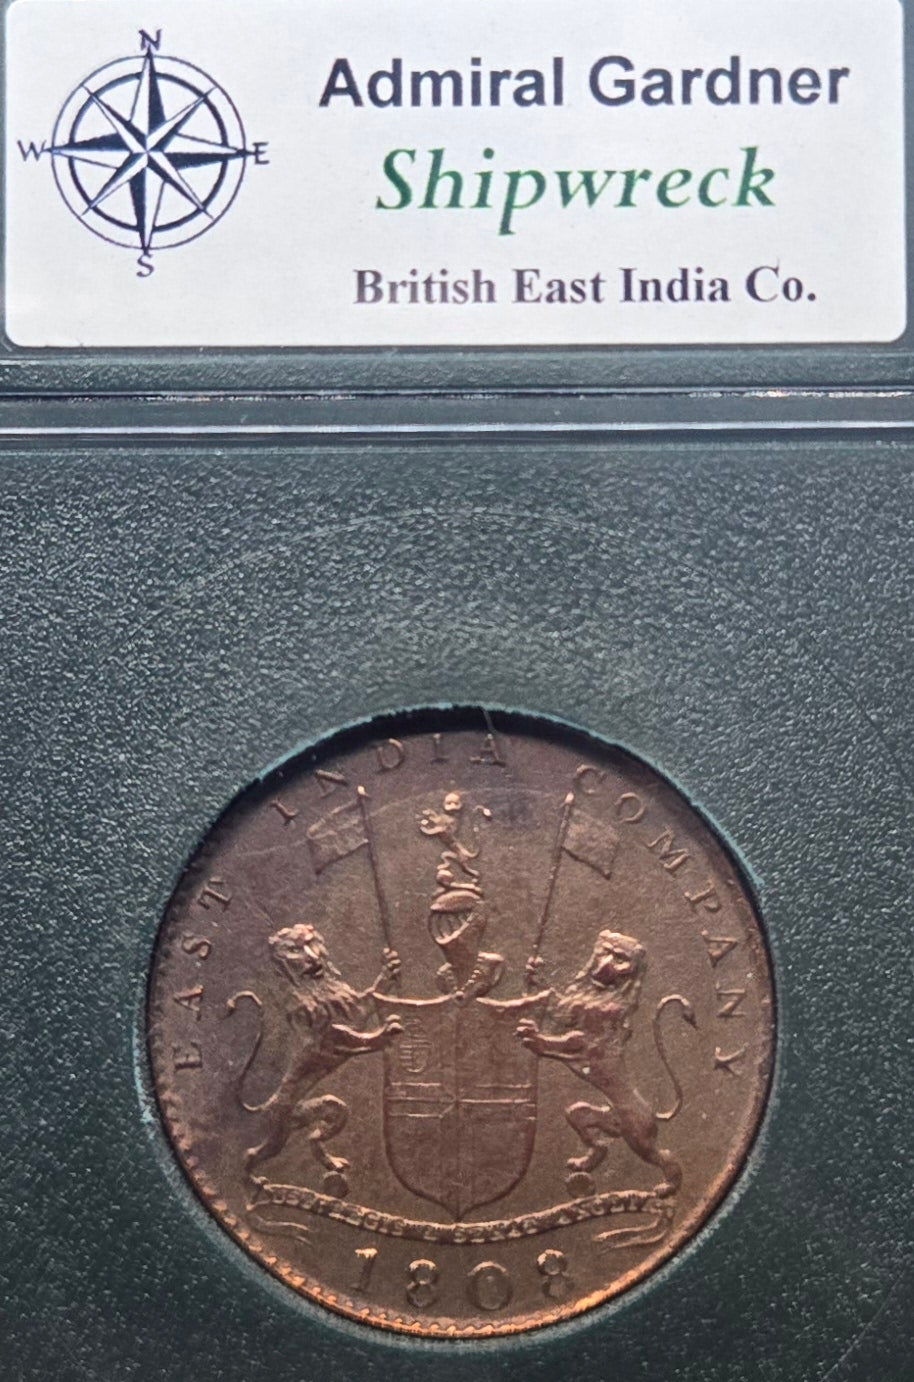 N
W E
S
Admiral Gardner
Shipwreck
British East India Co.
EAST INDIA COMPANY
1808